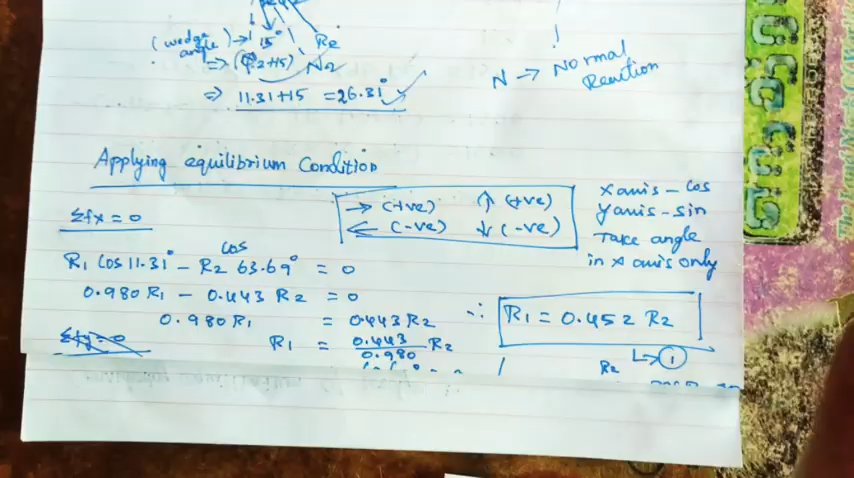 (wedge angle) → 15° R2
⇒ (φ2+15) N2
⇒ 11.31+15 = 26.31°
N → Normal Reaction
Applying equilibrium Condition
Σfx = 0
→ (+ve) ↑ (+ve)
← (-ve) ↓ (-ve)
X axis - cos
Y axis - sin
Take angle
in x axis only
R1 cos 11.31° - R2 cos 63.69° = 0
0.980 R1 - 0.443 R2 = 0
0.980 R1 = 0.443 R2
∴ R1 = 0.452 R2
Σfy = 0
R1 = 0.443/0.980 R2
R2 ↳ 1